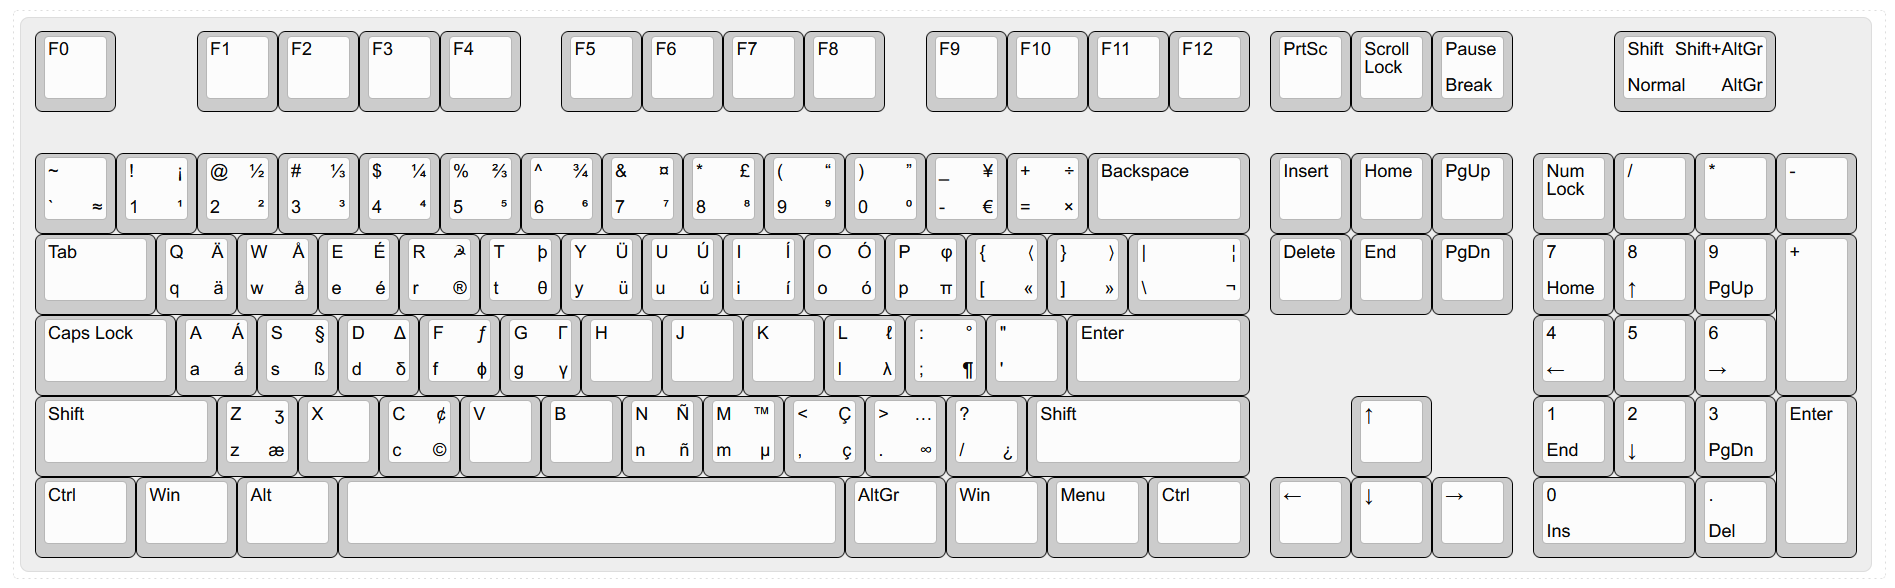 F0 F1 F2 F3 F4 F5 F6 F7 F8 F9 F10 F11 F12 PrtSc Scroll Pause Shift Shift+AltGr
Lock
Break Normal AltGr
~ ! ¡ @ ½ # ⅓ $ ¼ % ⅔ ^ ¾ & ¤ * £ ( “ ) ” _ ¥ + ÷ Backspace Insert Home PgUp Num / * -
Lock
` ≈ 1 ¹ 2 ² 3 ³ 4 ⁴ 5 ⁵ 6 ⁶ 7 ⁷ 8 ⁸ 9 ⁹ 0 ⁰ - € = ×
Tab Q Ä W Å E É R ☭ T þ Y Ü U Ú I Í O Ó P φ { ⟨ } ⟩ | ¦ Delete End PgDn 7 8 9 +
q ä w å e é r ® t θ y ü u ú i í o ó p π [ « ] » \ ¬ Home ↑ PgUp
Caps Lock A Á S § D Δ F ƒ G Γ H J K L ℓ : ° " Enter 4 5 6
a á s ß d δ f ϕ g γ l λ ; ¶ ' ← →
Shift Z ʒ X C ¢ V B N Ñ M ™ < Ç > … ? Shift ↑ 1 2 3 Enter
z æ c © n ñ m µ , ç . ∞ / ¿ End ↓ PgDn
Ctrl Win Alt AltGr Win Menu Ctrl ← ↓ → 0 .
Ins Del